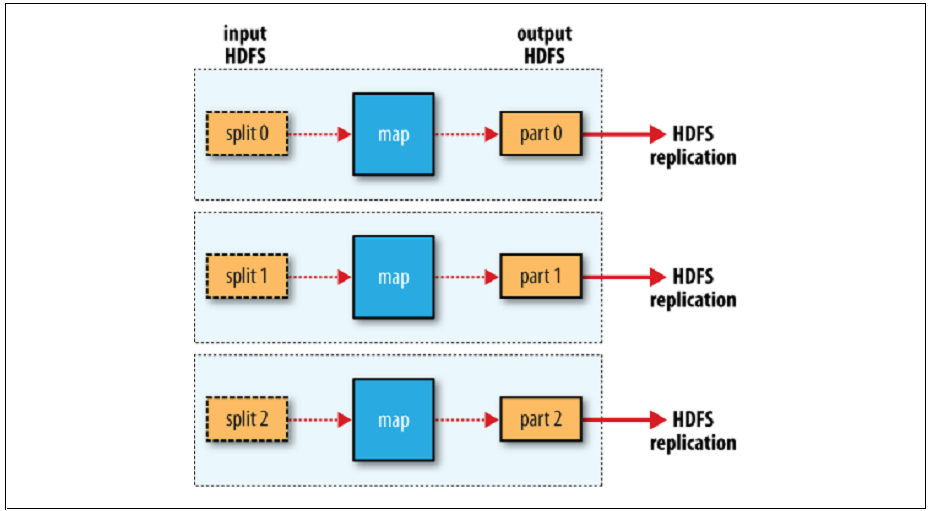 input
HDFS
output
HDFS
split 0
map
part 0
HDFS
replication
split 1
map
part 1
HDFS
replication
split 2
map
part 2
HDFS
replication